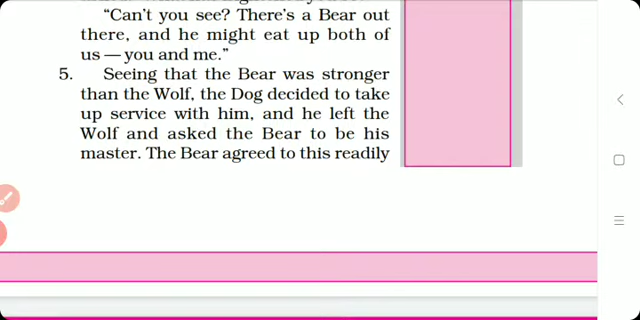 “Can’t you see? There’s a Bear out
there, and he might eat up both of
us — you and me.”
5. Seeing that the Bear was stronger
than the Wolf, the Dog decided to take
up service with him, and he left the
Wolf and asked the Bear to be his
master. The Bear agreed to this readily